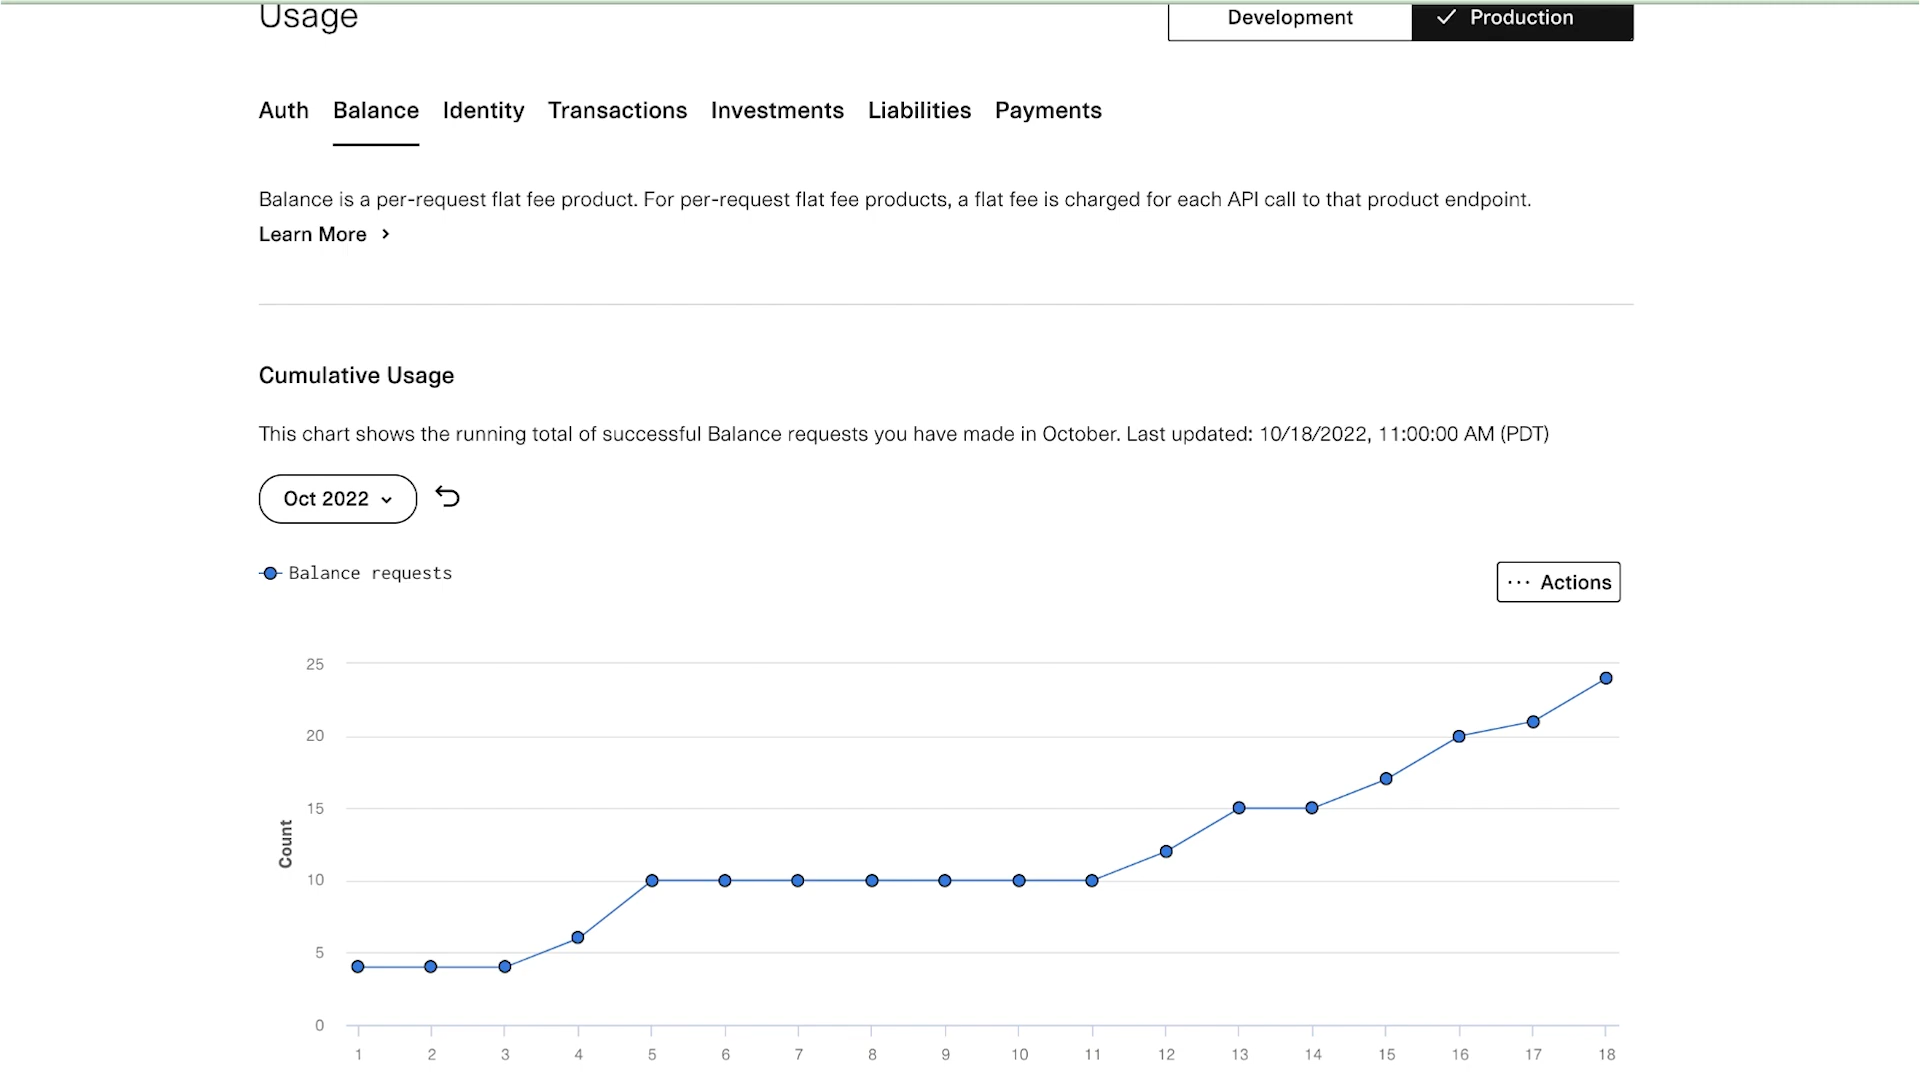 Usage
Development
Production
Auth Balance Identity Transactions Investments Liabilities Payments
Balance is a per-request flat fee product. For per-request flat fee products, a flat fee is charged for each API call to that product endpoint.
Learn More
Cumulative Usage
This chart shows the running total of successful Balance requests you have made in October. Last updated: 10/18/2022, 11:00:00 AM (PDT)
Oct 2022
Balance requests
··· Actions
25
20
15
10
5
0
Count
1 2 3 4 5 6 7 8 9 10 11 12 13 14 15 16 17 18